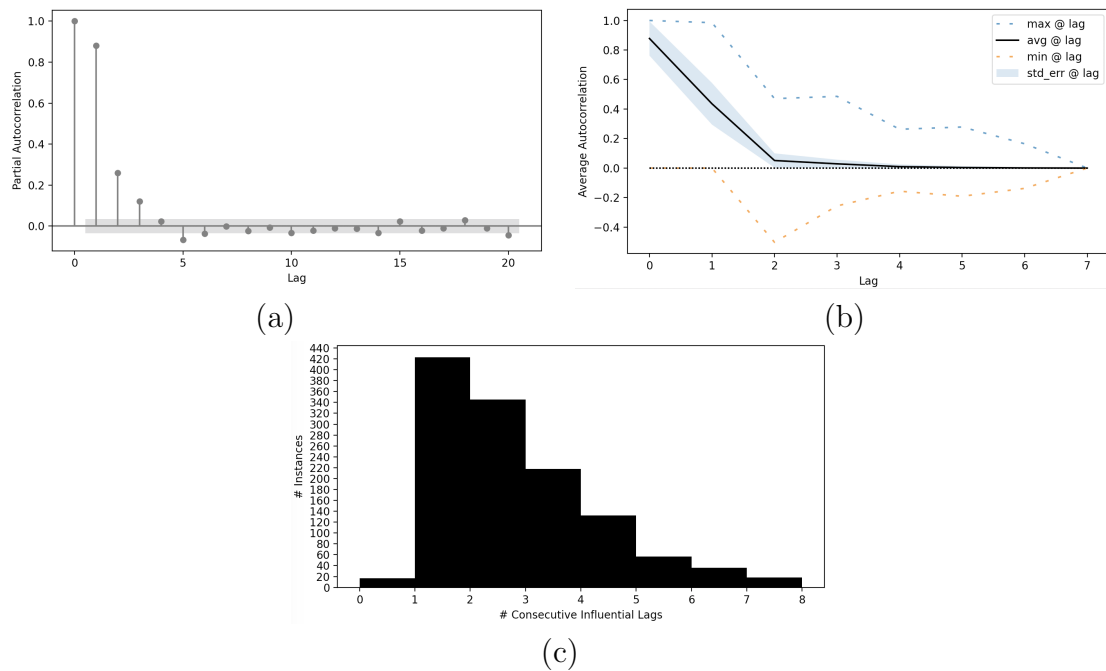 1.0
0.8
0.6
0.4
0.2
0.0
Partial Autocorrelation
0 5 10 15 20
Lag
(a)
1.0
0.8
0.6
0.4
0.2
0.0
−0.2
−0.4
Average Autocorrelation
max @ lag
avg @ lag
min @ lag
std_err @ lag
0 1 2 3 4 5 6 7
Lag
(b)
440
420
400
380
360
340
320
300
280
260
240
220
200
180
160
140
120
100
80
60
40
20
0
# Instances
0 1 2 3 4 5 6 7 8
# Consecutive Influential Lags
(c)